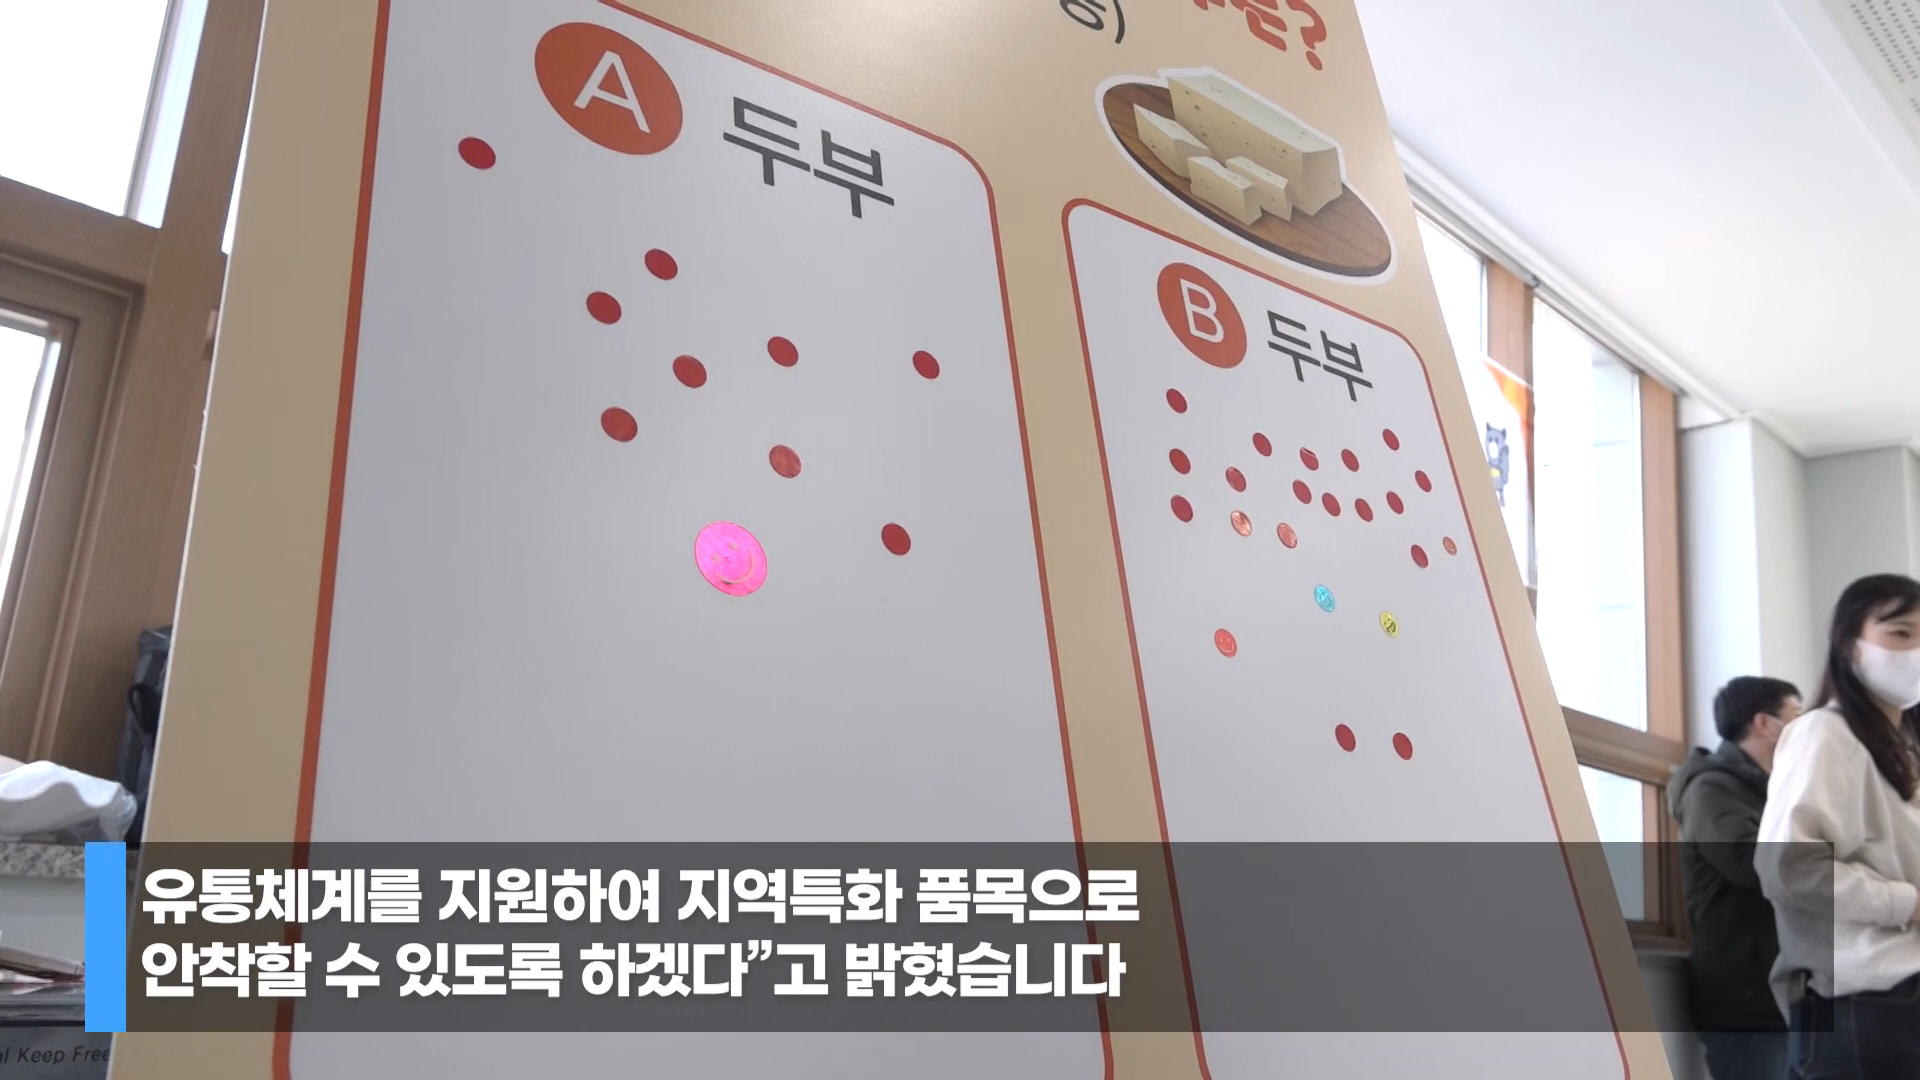 A 두부
B 두부
유통체계를 지원하여 지역특화 품목으로
안착할 수 있도록 하겠다”고 밝혔습니다
Keep Free